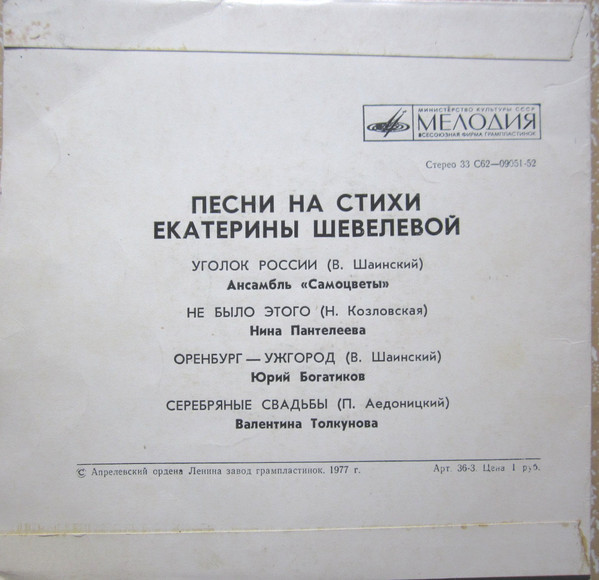 МИНИСТЕРСТВО КУЛЬТУРЫ СССР
МЕЛОДИЯ
ВСЕСОЮЗНАЯ ФИРМА ГРАМПЛАСТИНОК
Стерео 33 С62—09051-52
ПЕСНИ НА СТИХИ
ЕКАТЕРИНЫ ШЕВЕЛЕВОЙ
УГОЛОК РОССИИ (В. Шаинский)
Ансамбль «Самоцветы»
НЕ БЫЛО ЭТОГО (Н. Козловская)
Нина Пантелеева
ОРЕНБУРГ — УЖГОРОД (В. Шаинский)
Юрий Богатиков
СЕРЕБРЯНЫЕ СВАДЬБЫ (П. Аедоницкий)
Валентина Толкунова
© Апрелевский ордена Ленина завод грампластинок. 1977 г. Арт. 36-3. Цена 1 руб.